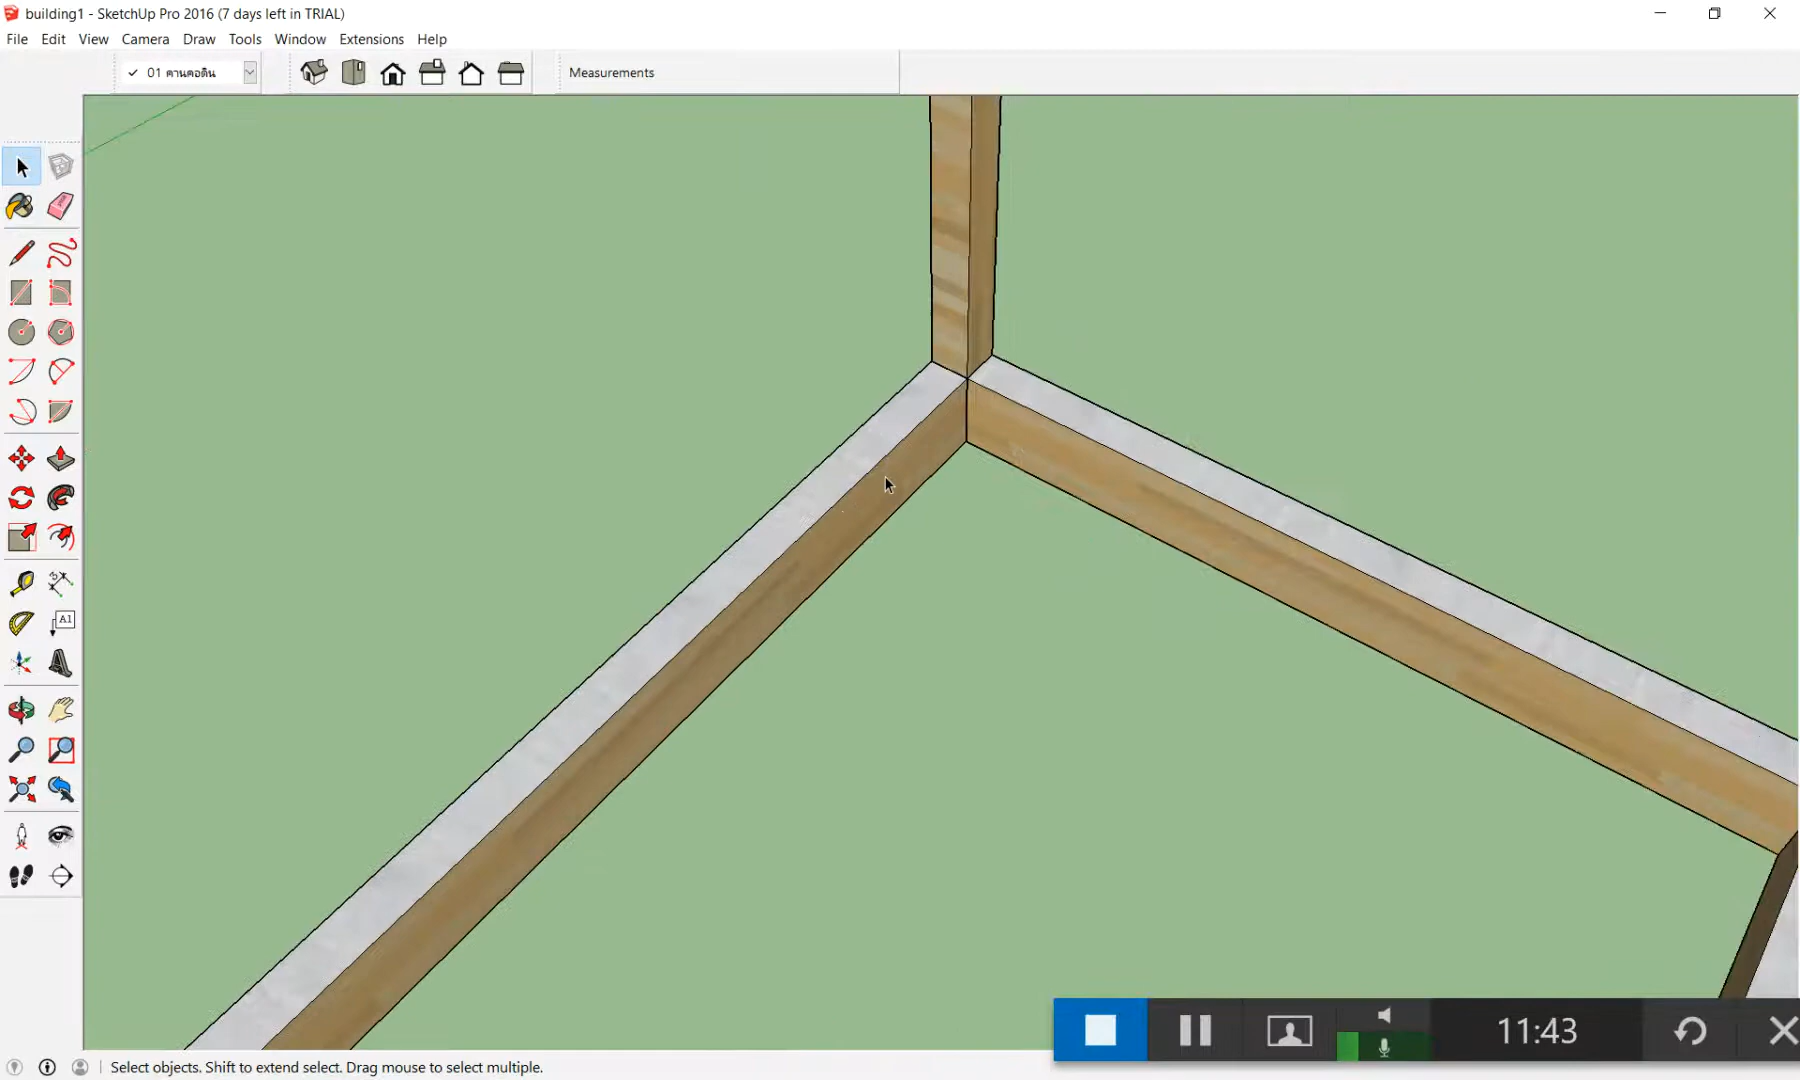 building1 - SketchUp Pro 2016 (7 days left in TRIAL)
File Edit View Camera Draw Tools Window Extensions Help
01 คานคอดิน
Measurements
A1
Select objects. Shift to extend select. Drag mouse to select multiple.
11:43